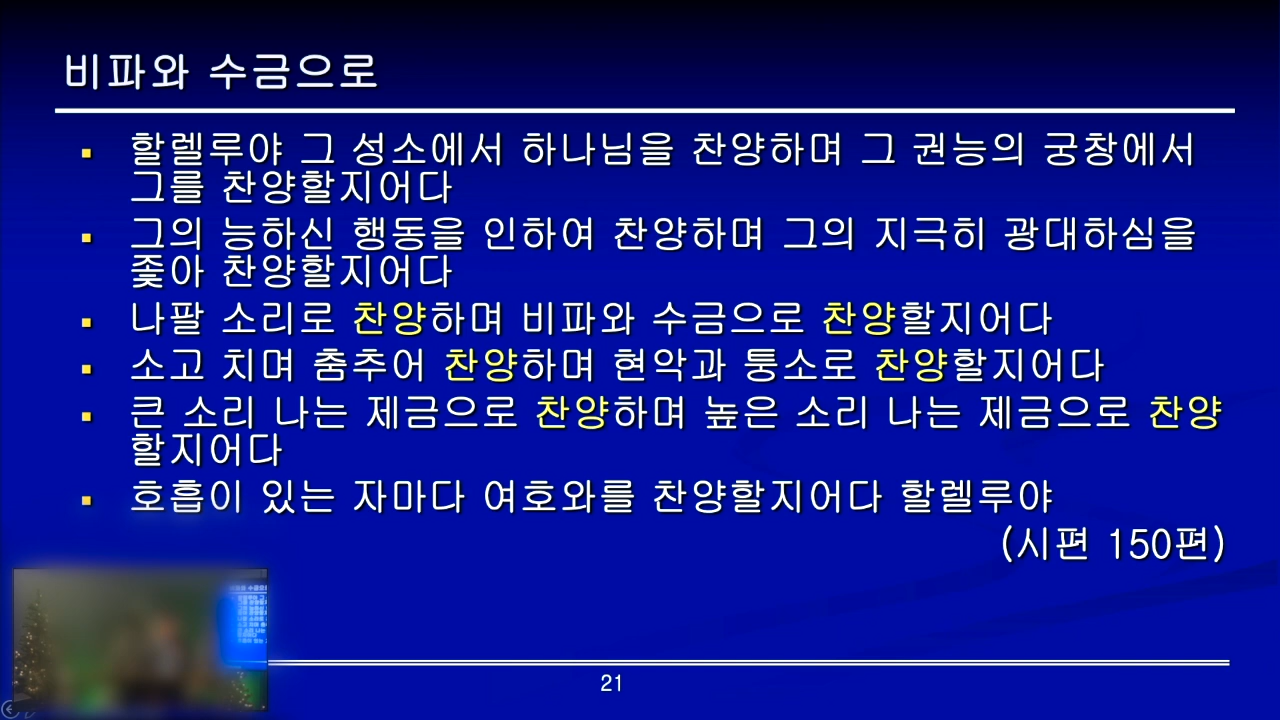 비파와 수금으로
▪ 할렐루야 그 성소에서 하나님을 찬양하며 그 권능의 궁창에서
그를 찬양할지어다
▪ 그의 능하신 행동을 인하여 찬양하며 그의 지극히 광대하심을
좇아 찬양할지어다
▪ 나팔 소리로 찬양하며 비파와 수금으로 찬양할지어다
▪ 소고 치며 춤추어 찬양하며 현악과 퉁소로 찬양할지어다
▪ 큰 소리 나는 제금으로 찬양하며 높은 소리 나는 제금으로 찬양
할지어다
▪ 호흡이 있는 자마다 여호와를 찬양할지어다 할렐루야
(시편 150편)
21